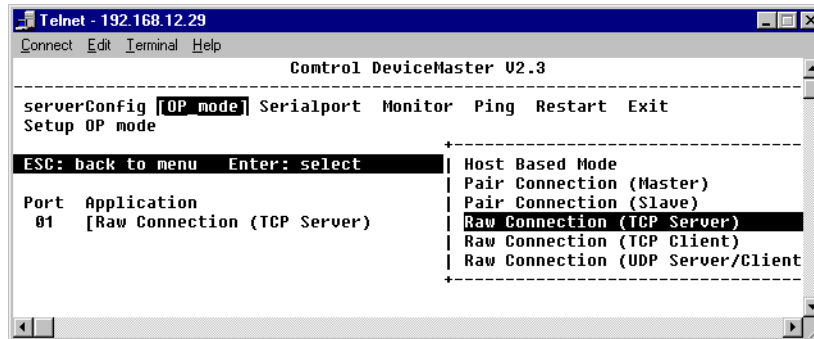 Telnet - 192.168.12.29
Connect Edit Terminal Help
Comtrol DeviceMaster V2.3
serverConfig [OP_mode] Serialport Monitor Ping Restart Exit
Setup OP mode
ESC: back to menu Enter: select
Port Application
01 [Raw Connection (TCP Server)
Host Based Mode
Pair Connection (Master)
Pair Connection (Slave)
Raw Connection (TCP Server)
Raw Connection (TCP Client)
Raw Connection (UDP Server/Client